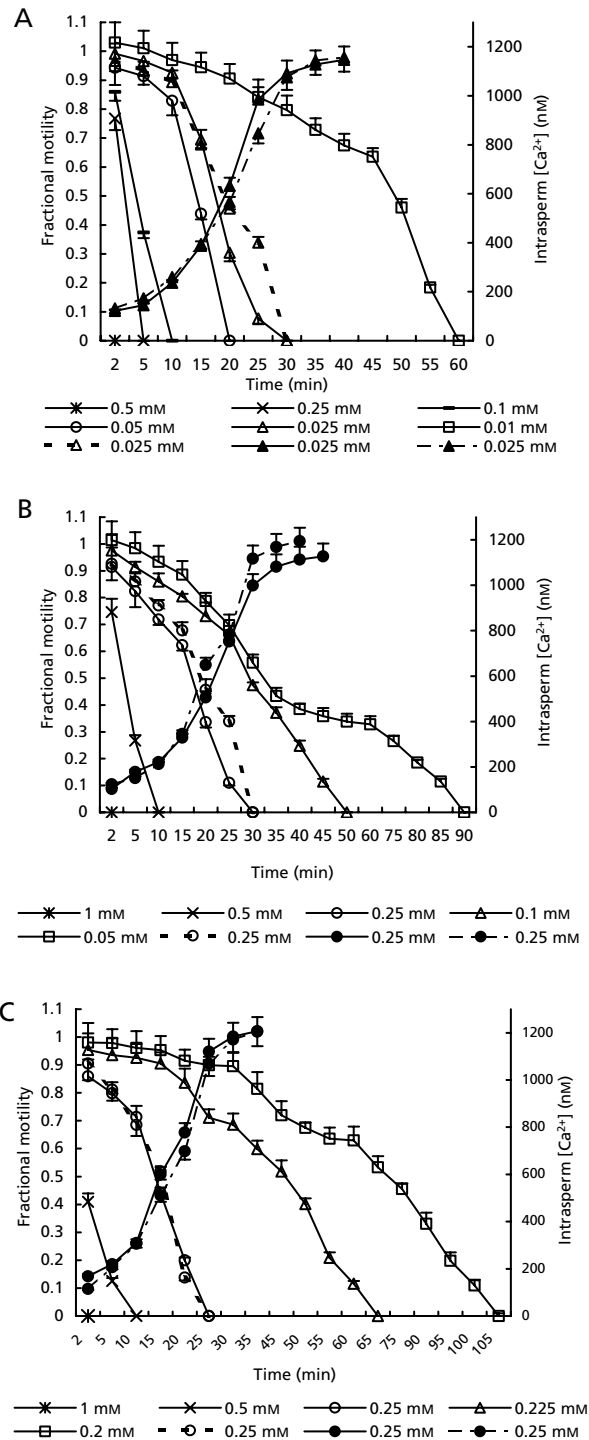 A
Fractional motility
1.1
1
0.9
0.8
0.7
0.6
0.5
0.4
0.3
0.2
0.1
0
1200
1000
800
600
400
200
0
Intrasperm [Ca²⁺] (nM)
2 5 10 15 20 25 30 35 40 45 50 55 60
Time (min)
0.5 mM 0.25 mM 0.1 mM
0.05 mM 0.025 mM 0.01 mM
0.025 mM 0.025 mM 0.025 mM
B
Fractional motility
1.1
1
0.9
0.8
0.7
0.6
0.5
0.4
0.3
0.2
0.1
0
1200
1000
800
600
400
200
0
Intrasperm [Ca²⁺] (nM)
2 5 10 15 20 25 30 35 40 45 50 60 75 80 85 90
Time (min)
1 mM 0.5 mM 0.25 mM 0.1 mM
0.05 mM 0.25 mM 0.25 mM 0.25 mM
C
Fractional motility
1.1
1
0.9
0.8
0.7
0.6
0.5
0.4
0.3
0.2
0.1
0
1200
1000
800
600
400
200
0
Intrasperm [Ca²⁺] (nM)
2 5 10 15 20 25 30 35 40 45 50 55 60 65 80 90 95 100 105
Time (min)
1 mM 0.5 mM 0.25 mM 0.225 mM
0.2 mM 0.25 mM 0.25 mM 0.25 mM